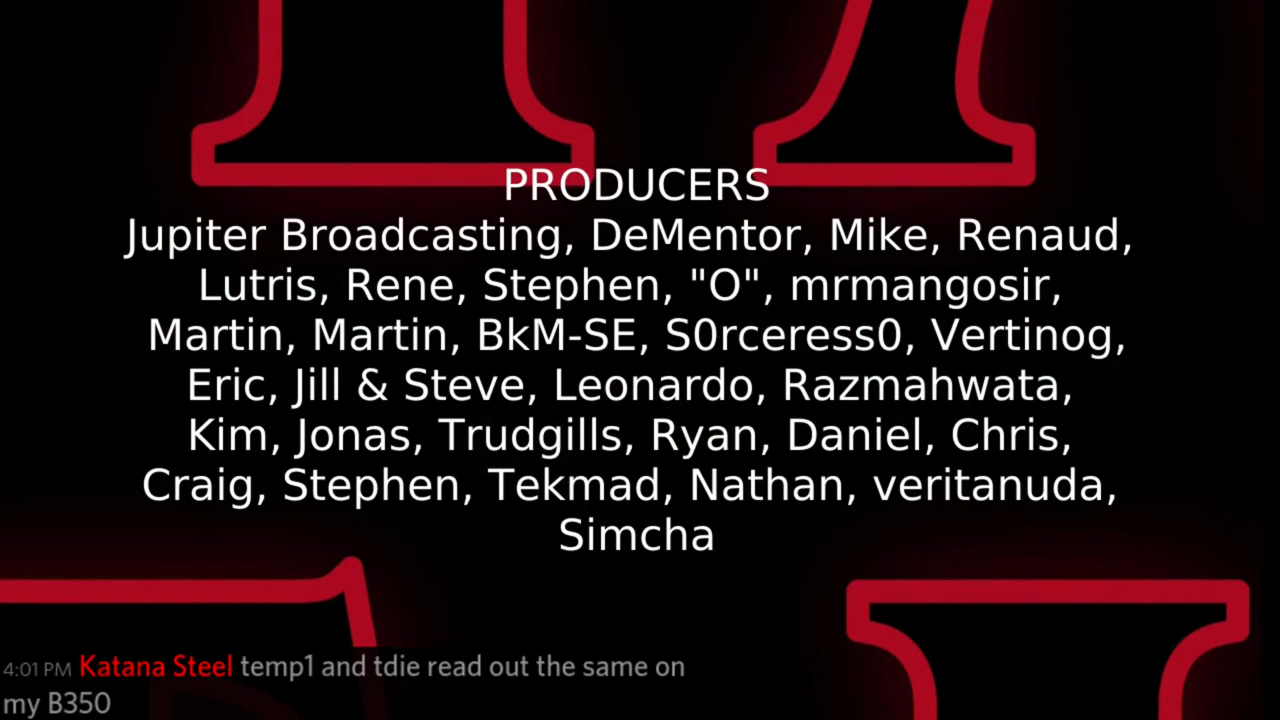 PRODUCERS
Jupiter Broadcasting, DeMentor, Mike, Renaud,
Lutris, Rene, Stephen, "O", mrmangosir,
Martin, Martin, BkM-SE, S0rceress0, Vertinog,
Eric, Jill & Steve, Leonardo, Razmahwata,
Kim, Jonas, Trudgills, Ryan, Daniel, Chris,
Craig, Stephen, Tekmad, Nathan, veritanuda,
Simcha
4:01 PM Katana Steel temp1 and tdie read out the same on
my B350